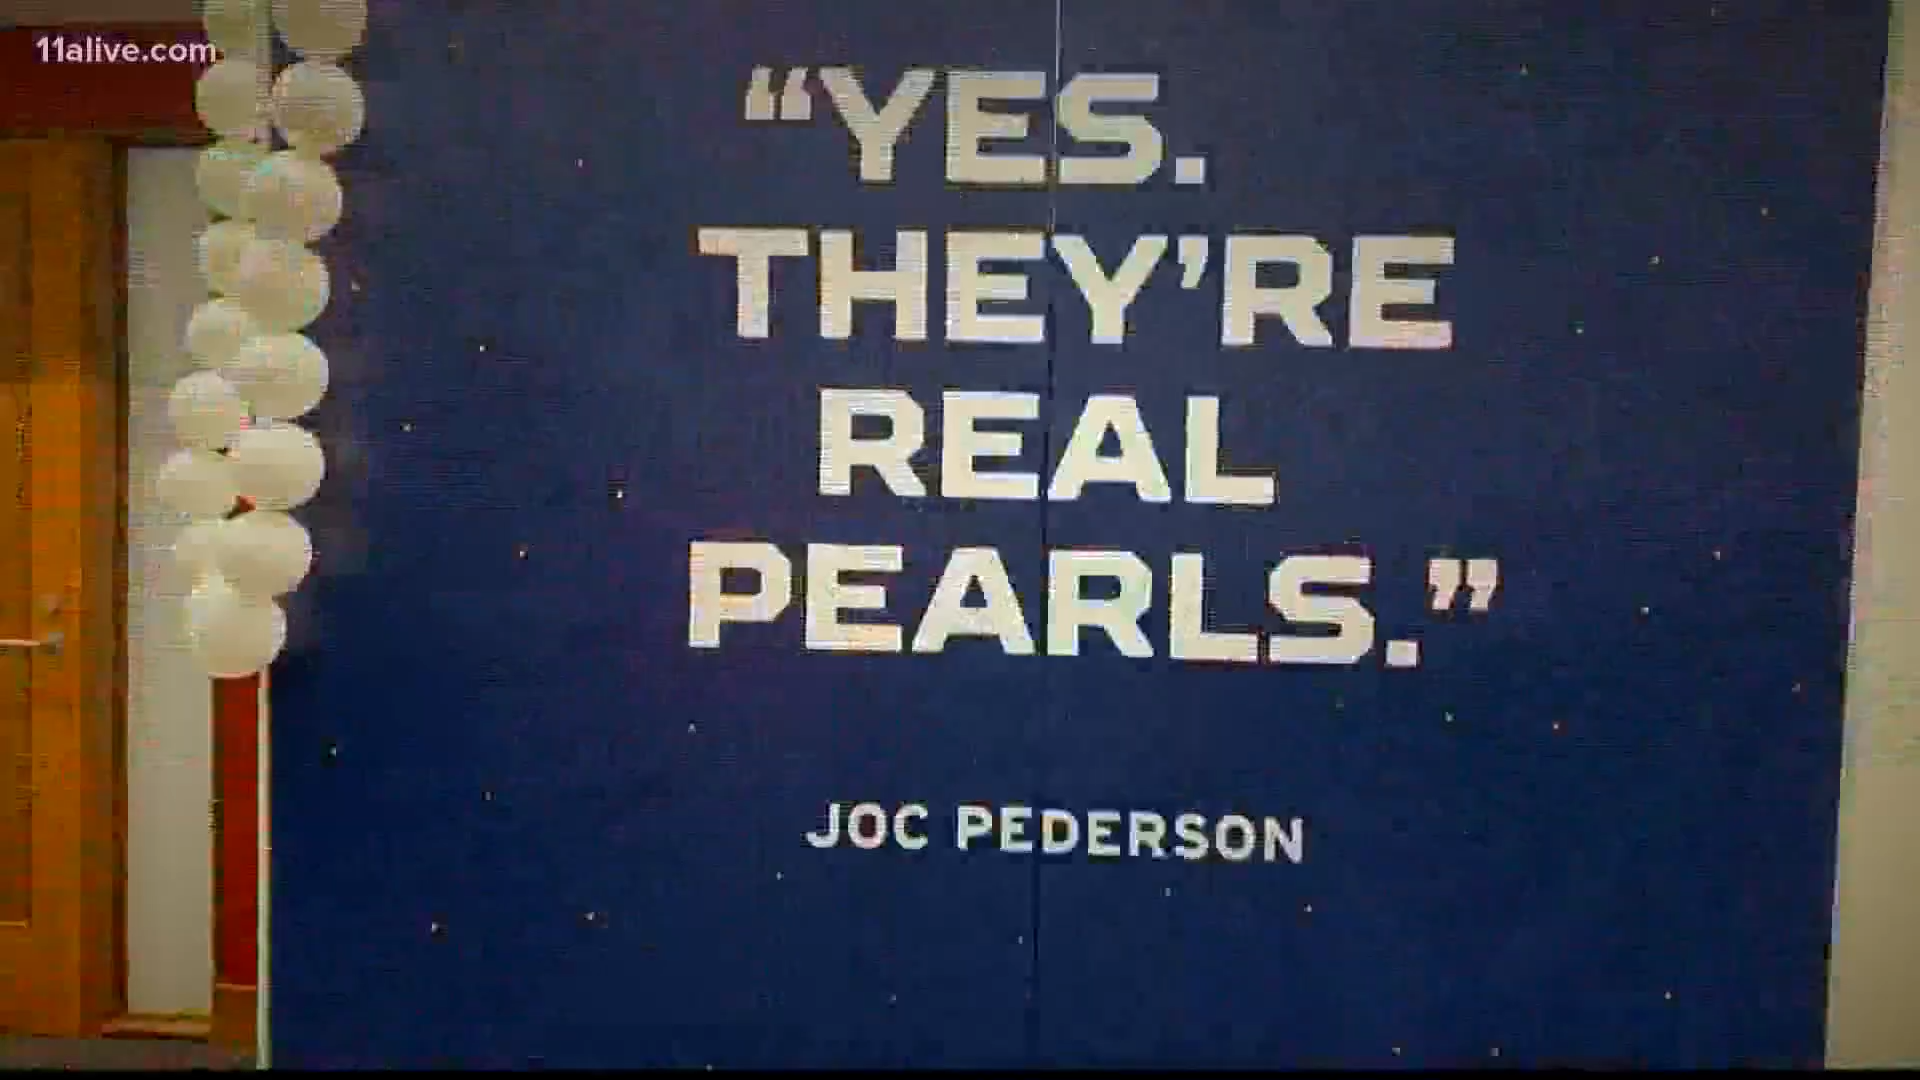 11alive.com
“YES.
THEY’RE
REAL
PEARLS.”
JOC PEDERSON